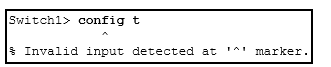 Switch1> config t
^
% Invalid input detected at '^' marker.